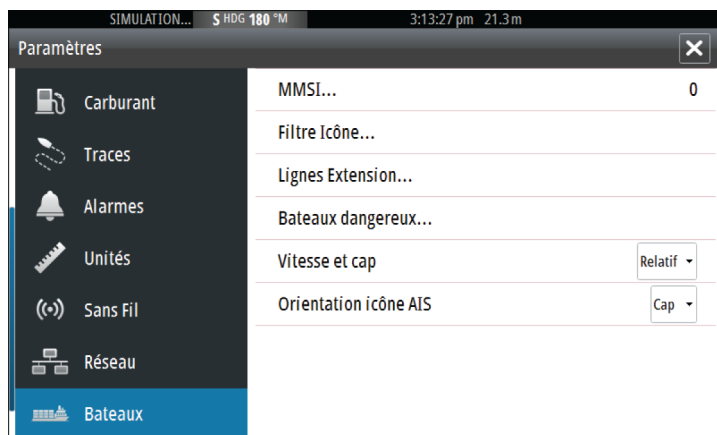 SIMULATION... S HDG 180 °M 3:13:27 pm 21.3 m
Paramètres
Carburant
Traces
Alarmes
Unités
Sans Fil
Réseau
Bateaux
MMSI... 0
Filtre Icône...
Lignes Extension...
Bateaux dangereux...
Vitesse et cap Relatif
Orientation icône AIS Cap